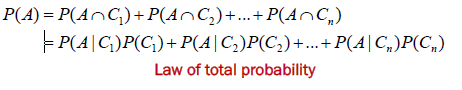 P(A) = P(A∩C₁) + P(A∩C₂) + ... + P(A∩Cₙ)
= P(A | C₁)P(C₁) + P(A | C₂)P(C₂) + ... + P(A | Cₙ)P(Cₙ)
Law of total probability